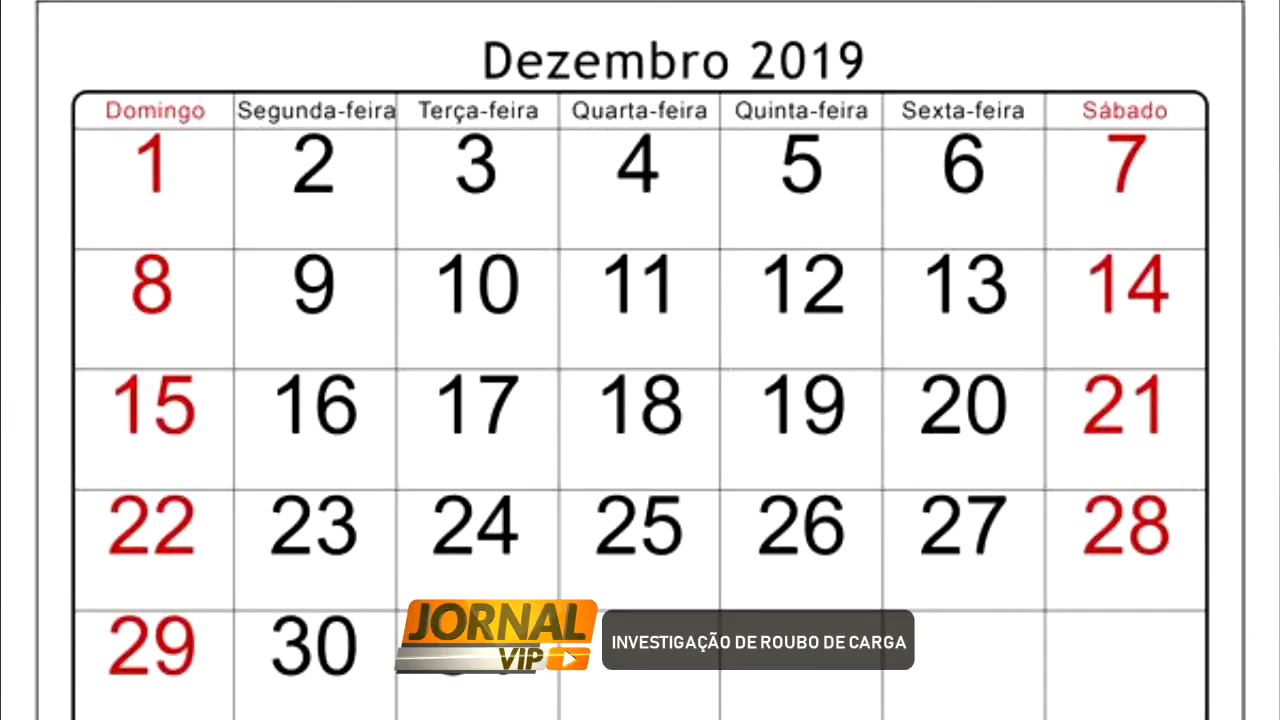 Dezembro 2019
Domingo Segunda-feira Terça-feira Quarta-feira Quinta-feira Sexta-feira Sábado
1 2 3 4 5 6 7
8 9 10 11 12 13 14
15 16 17 18 19 20 21
22 23 24 25 26 27 28
29 30
JORNAL
VIP
INVESTIGAÇÃO DE ROUBO DE CARGA